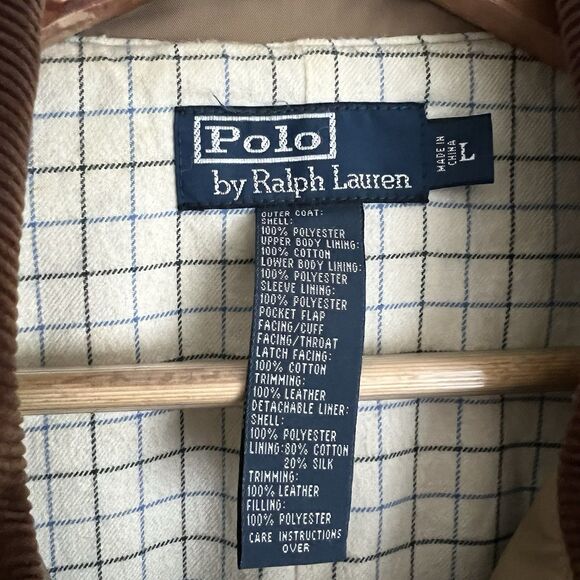 Polo
by Ralph Lauren
MADE IN
CHINA
L
OUTER COAT:
SHELL:
100% POLYESTER
UPPER BODY LINING:
100% COTTON
LOWER BODY LINING:
100% POLYESTER
SLEEVE LINING:
100% POLYESTER
POCKET FLAP
FACING/CUFF
FACING/THROAT
LATCH FACING:
100% COTTON
TRIMMING:
100% LEATHER
DETACHABLE LINER:
SHELL:
100% POLYESTER
LINING:80% COTTON
20% SILK
TRIMMING:
100% LEATHER
FILLING:
100% POLYESTER
CARE INSTRUCTIONS
OVER